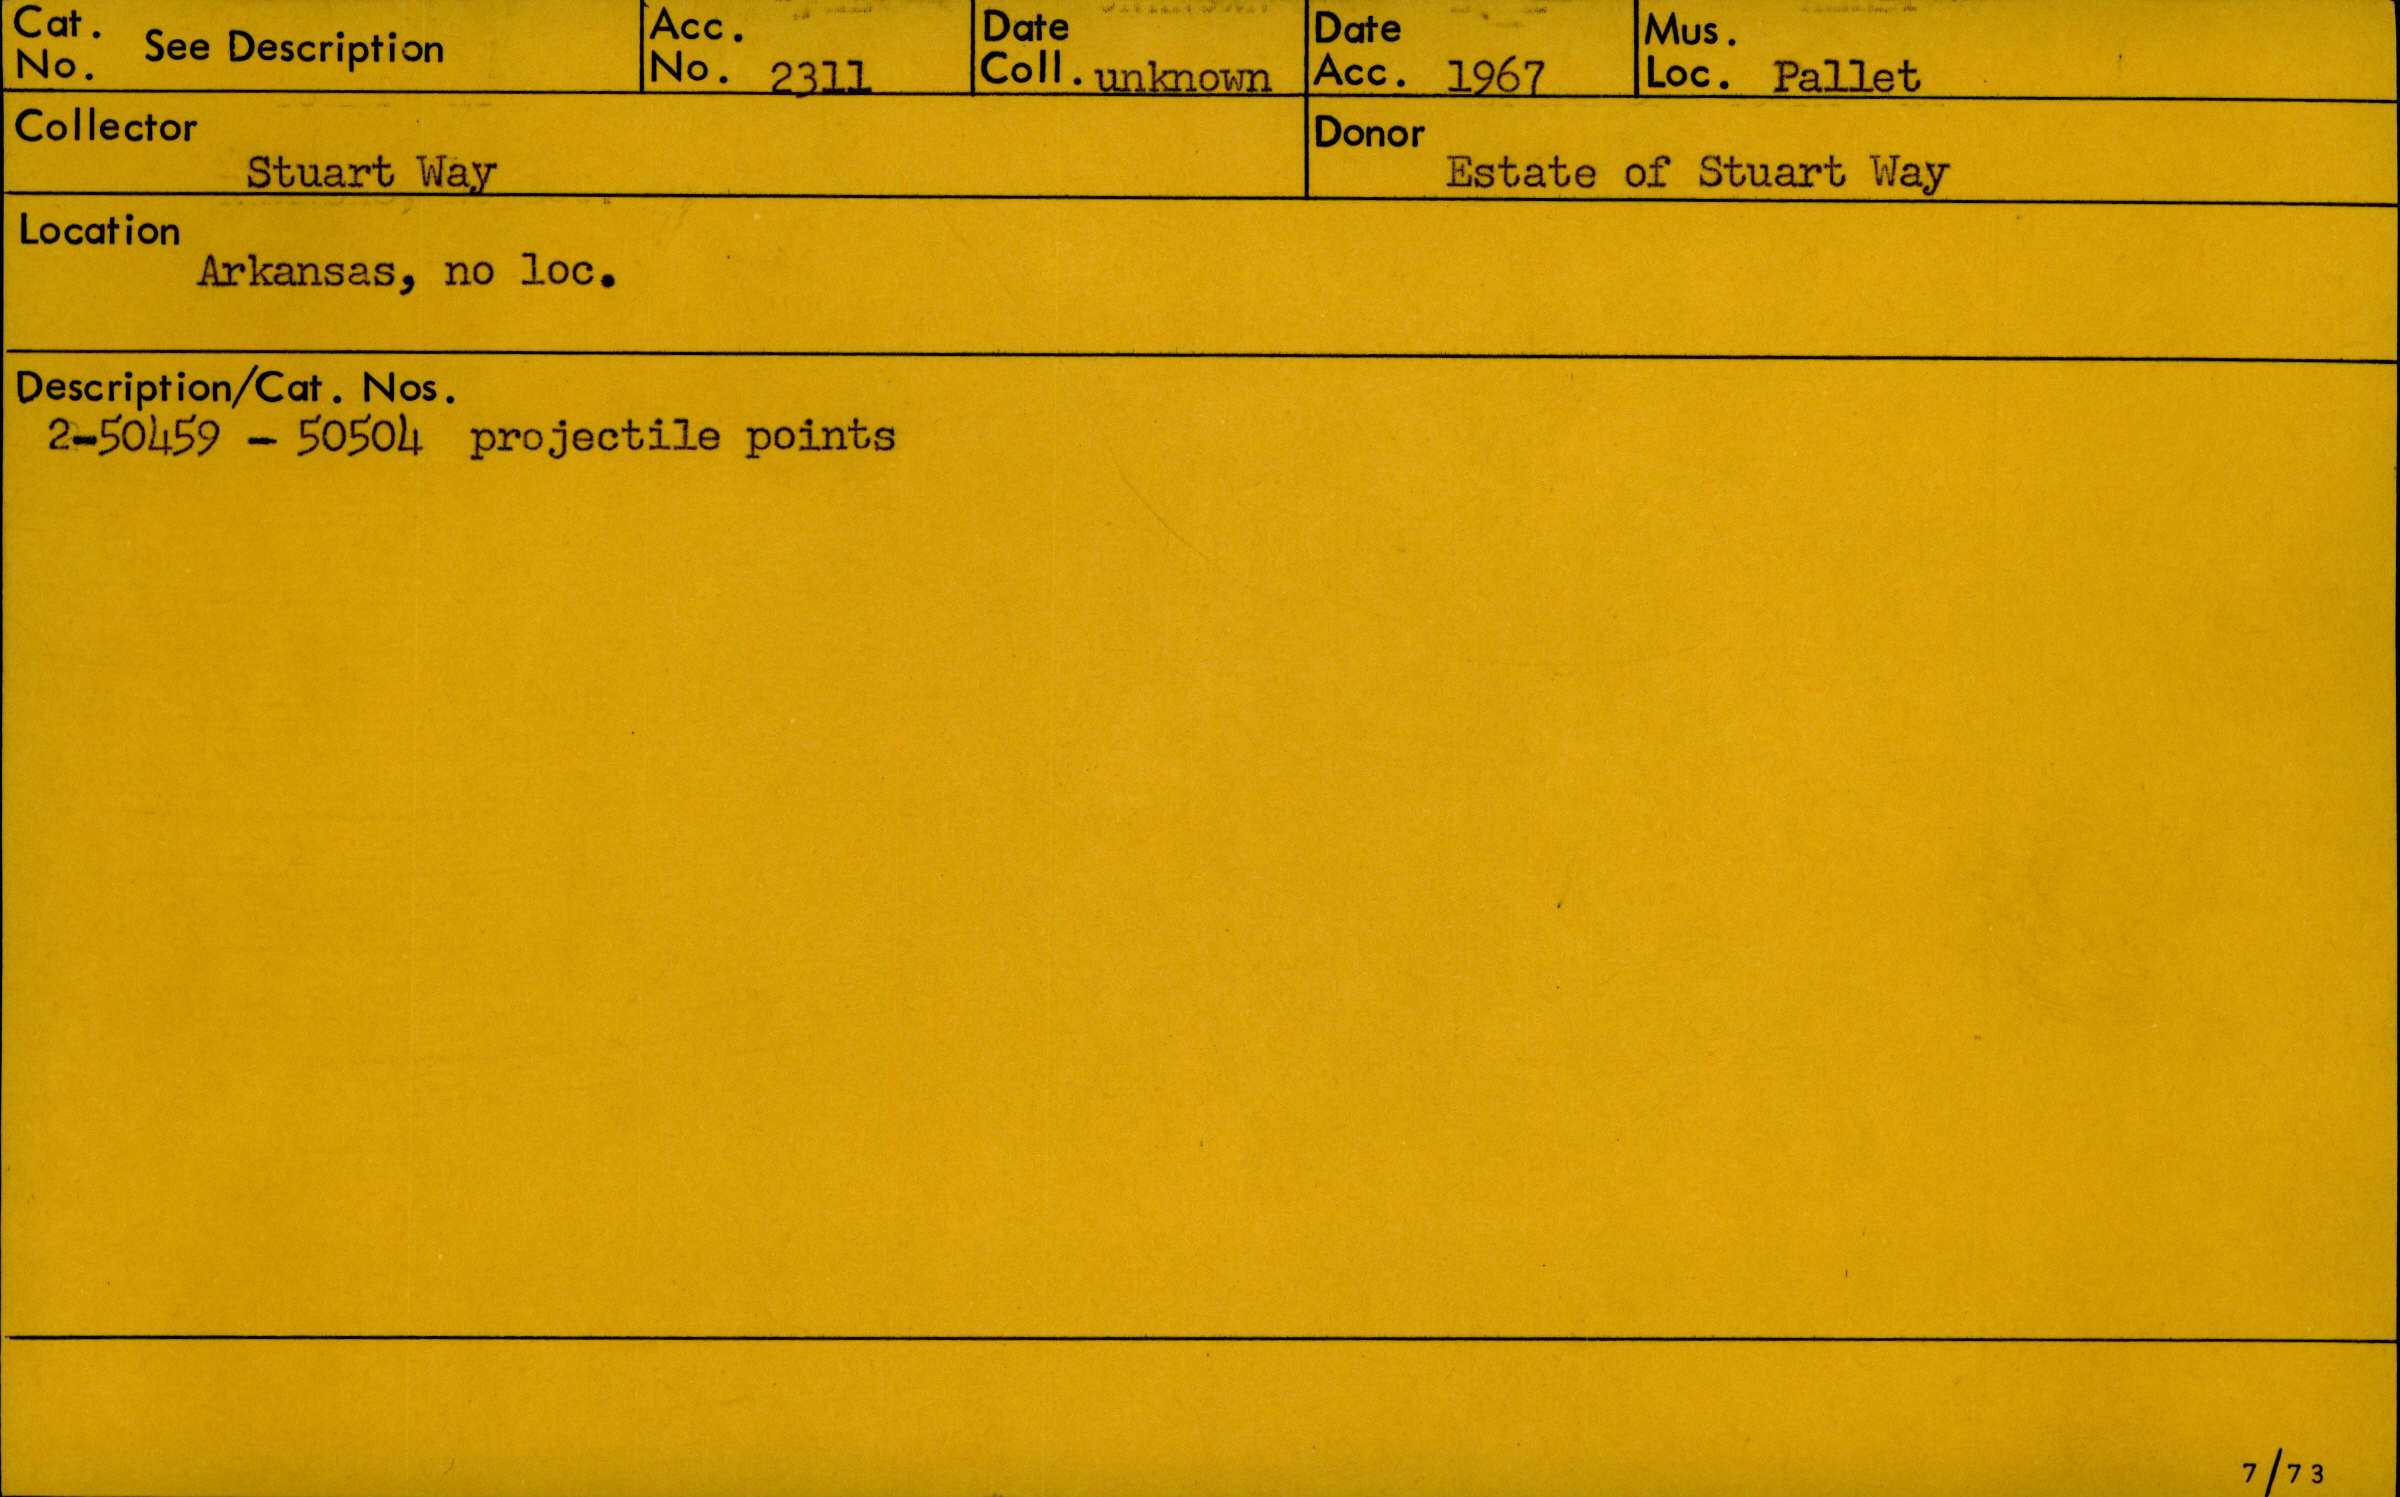 Cat. No. See Description
Acc. No. 2311
Date Coll. unknown
Date Acc. 1967
Mus. Loc. Pallet
Collector
Stuart Way
Donor
Estate of Stuart Way
Location
Arkansas, no loc.
Description/Cat. Nos.
2-50459 - 50504 projectile points
7/73